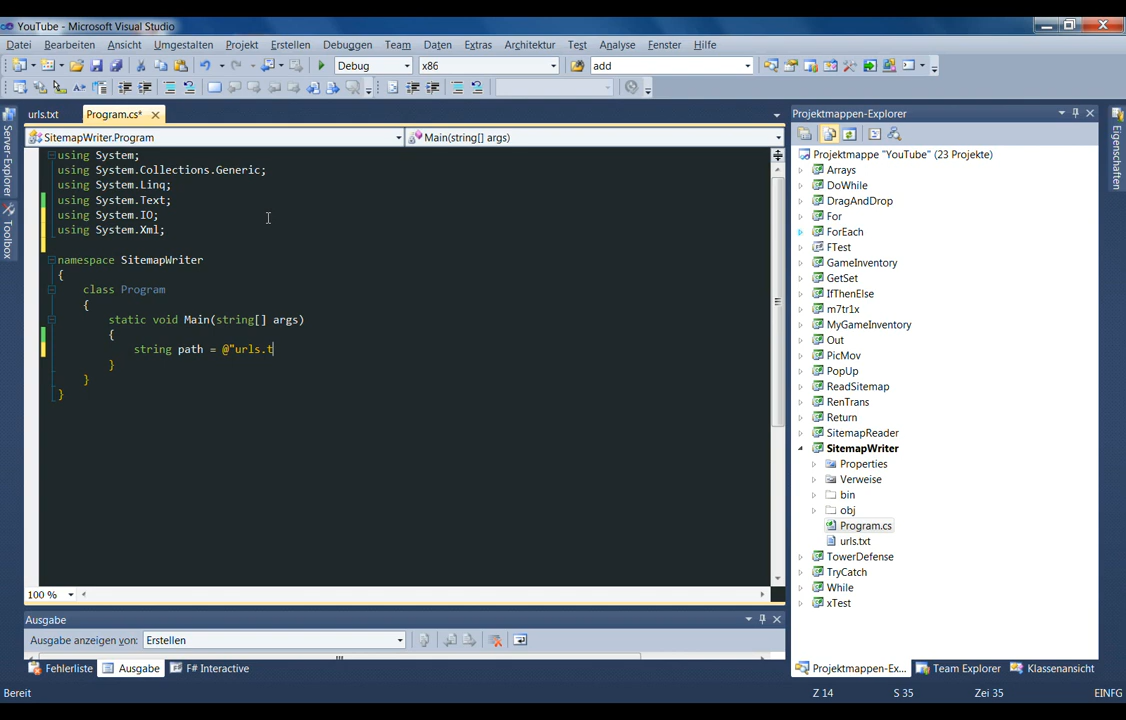 YouTube - Microsoft Visual Studio
Datei Bearbeiten Ansicht Umgestalten Projekt Erstellen Debuggen Team Daten Extras Architektur Test Analyse Fenster Hilfe
Debug x86 add
urls.txt Program.cs*
SitemapWriter.Program Main(string[] args)
using System;
using System.Collections.Generic;
using System.Linq;
using System.Text;
using System.IO;
using System.Xml;
namespace SitemapWriter
{
class Program
{
static void Main(string[] args)
{
string path = @"urls.t
}
}
}
100 %
Ausgabe
Ausgabe anzeigen von: Erstellen
Fehlerliste Ausgabe F# Interactive
Server-Explorer
Toolbox
Projektmappen-Explorer
Projektmappe "YouTube" (23 Projekte)
Arrays
DoWhile
DragAndDrop
For
ForEach
FTest
GameInventory
GetSet
IfThenElse
m7tr1x
MyGameInventory
Out
PicMov
PopUp
ReadSitemap
RenTrans
Return
SitemapReader
SitemapWriter
Properties
Verweise
bin
obj
Program.cs
urls.txt
TowerDefense
TryCatch
While
xTest
Projektmappen-Ex... Team Explorer Klassenansicht
Eigenschaften
Bereit Z 14 S 35 Zei 35 EINFG